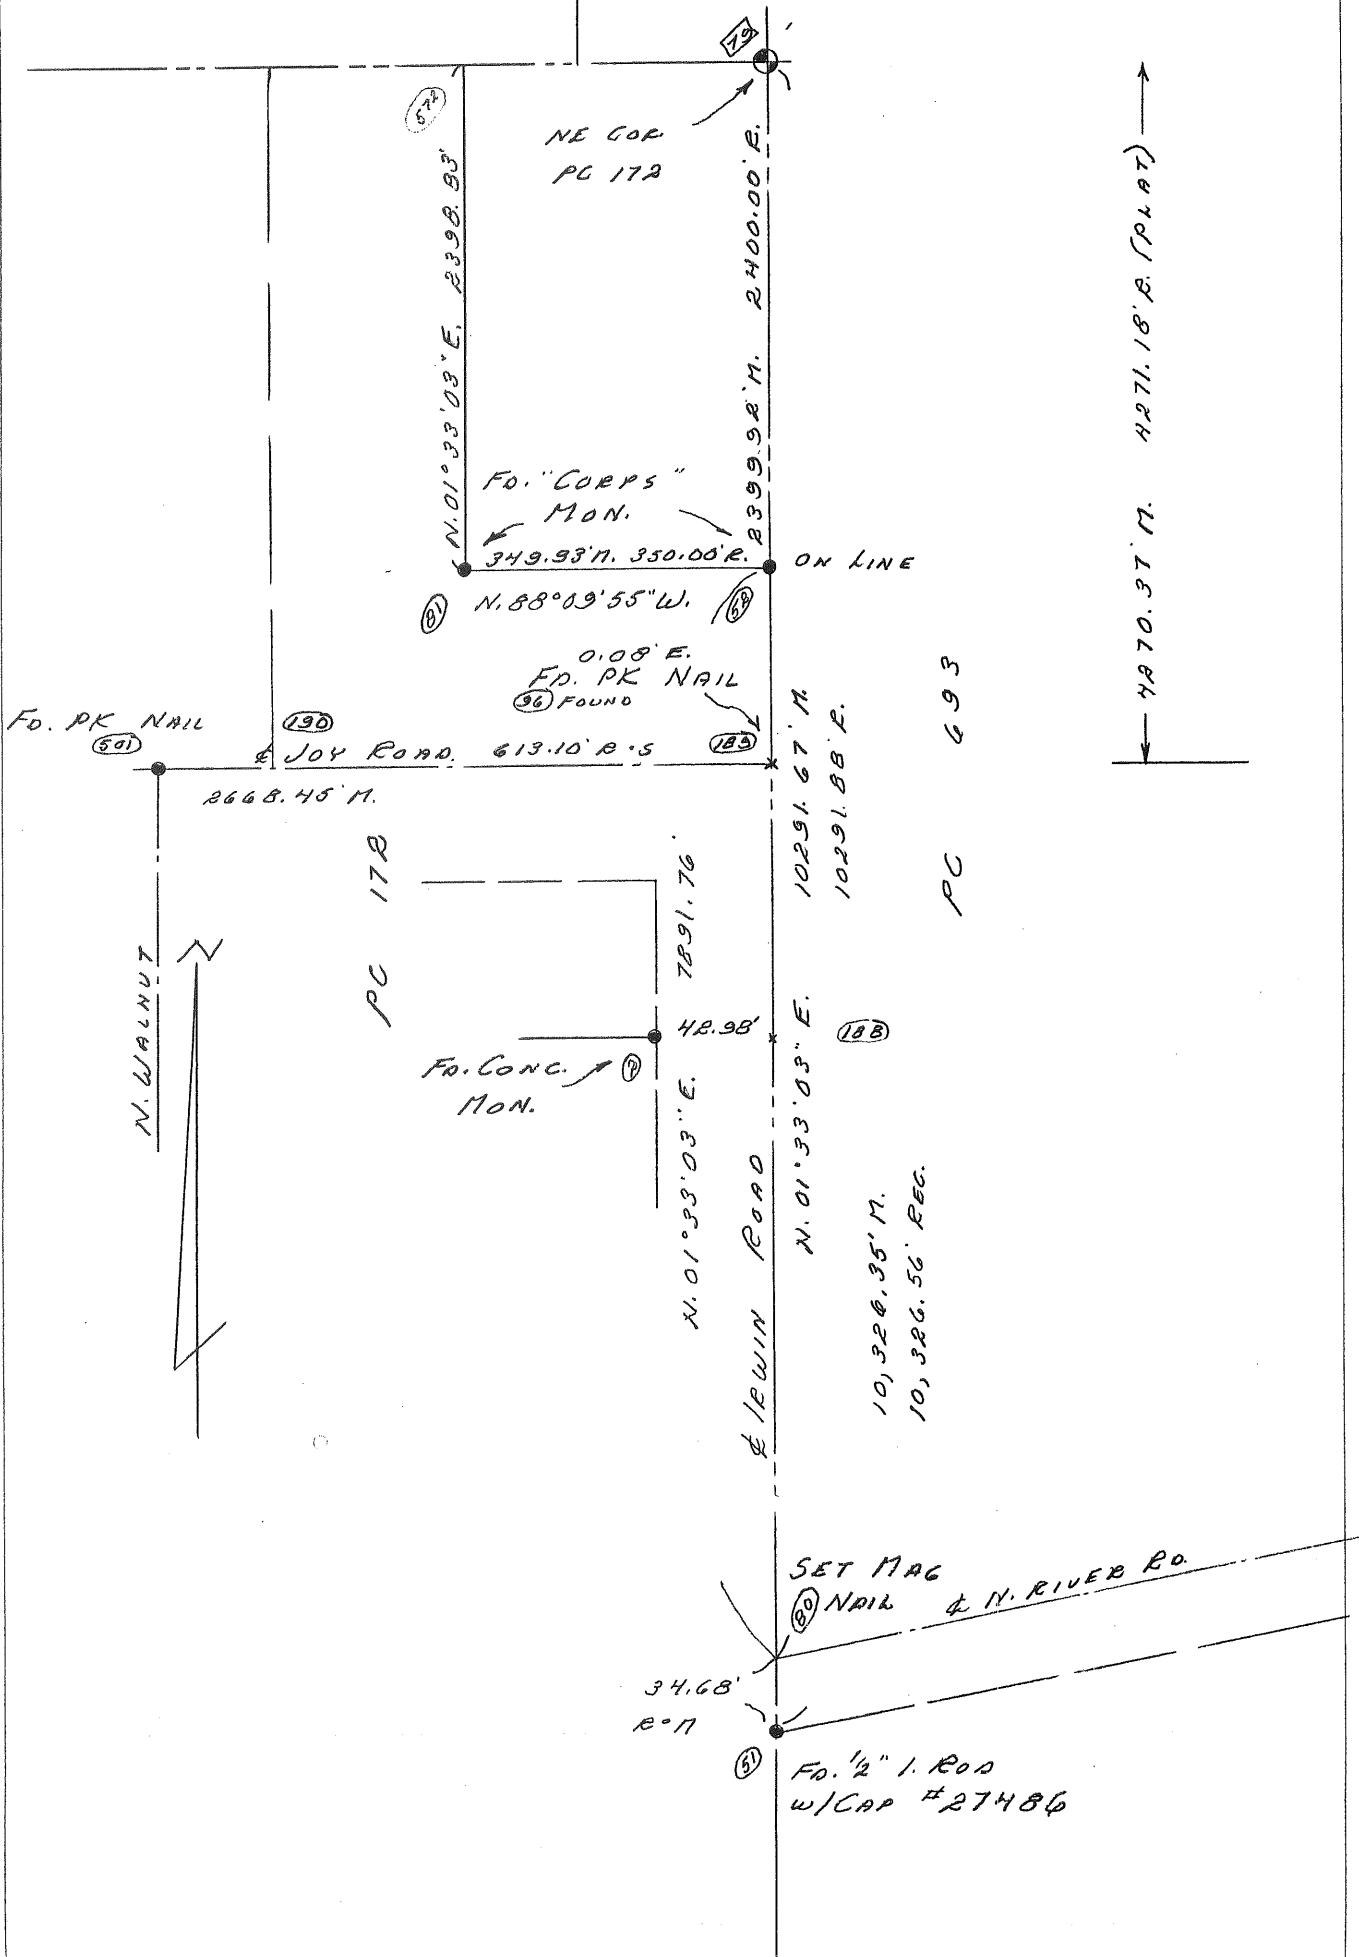 79
572
NE COR.
PC 172
N.01°33'03"E. 2398.83'
2399.92'M. 2400.00'R.
4270.37'M. 4271.18'R.(PLAT)
FD. "CORPS"
MON.
349.93'M. 350.00'R.
ON LINE
81
N.88°09'55"W.
58
0.08'E.
FD. PK NAIL
96 FOUND
FD. PK NAIL
501
190
℄ JOY ROAD. 613.10'R.S
189
2668.45'M.
10291.67'M.
10291.88'R.
PC 693
PC 172
N.01°33'03"E. 7891.76'
N. WALNUT
N
42.98'
188
FD. CONC.
MON.
7
℄ IRWIN ROAD
N.01°33'03"E.
10,326.35'M.
10,326.56'REC.
SET MAG
80 NAIL
℄ N. RIVER RD.
34.68'
R°M
51
FD. 1/2" I. ROD
W/CAP #27486